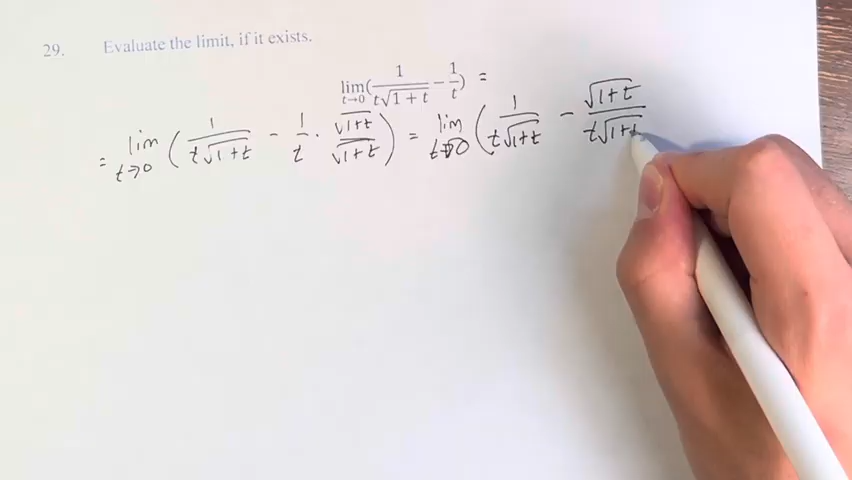 29. Evaluate the limit, if it exists.
lim t→0 (1/(t√(1+t)) − 1/t) =
= lim t→0 (1/(t√(1+t)) − 1/t · √(1+t)/√(1+t)) = lim t→0 (1/(t√(1+t)) − √(1+t)/(t√(1+t